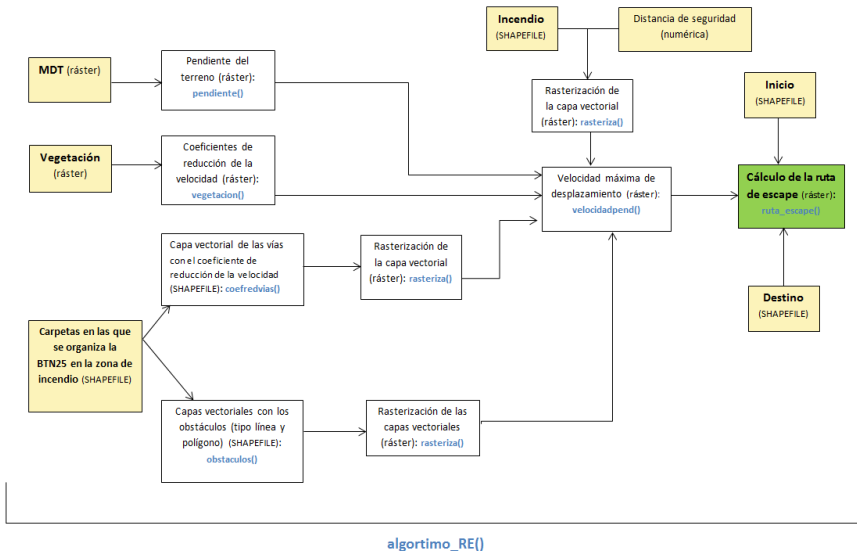 Incendio
(SHAPEFILE)
Distancia de seguridad
(numérica)
MDT (ráster)
Pendiente del
terreno (ráster):
pendiente()
Rasterización de
la capa vectorial
(ráster): rasteriza()
Inicio
(SHAPEFILE)
Vegetación
(ráster)
Coeficientes de
reducción de la
velocidad (ráster):
vegetacion()
Velocidad máxima de
desplazamiento (ráster):
velocidadpend()
Cálculo de la ruta
de escape (ráster):
ruta_escape()
Capa vectorial de las vías
con el coeficiente de
reducción de la velocidad
(SHAPEFILE): coefredvias()
Rasterización de
la capa vectorial
(ráster): rasteriza()
Destino
(SHAPEFILE)
Carpetas en las que
se organiza la
BTN25 en la zona de
incendio (SHAPEFILE)
Capas vectoriales con los
obstáculos (tipo línea y
polígono) (SHAPEFILE):
obstaculos()
Rasterización de las
capas vectoriales
(ráster): rasteriza()
algortimo_RE()